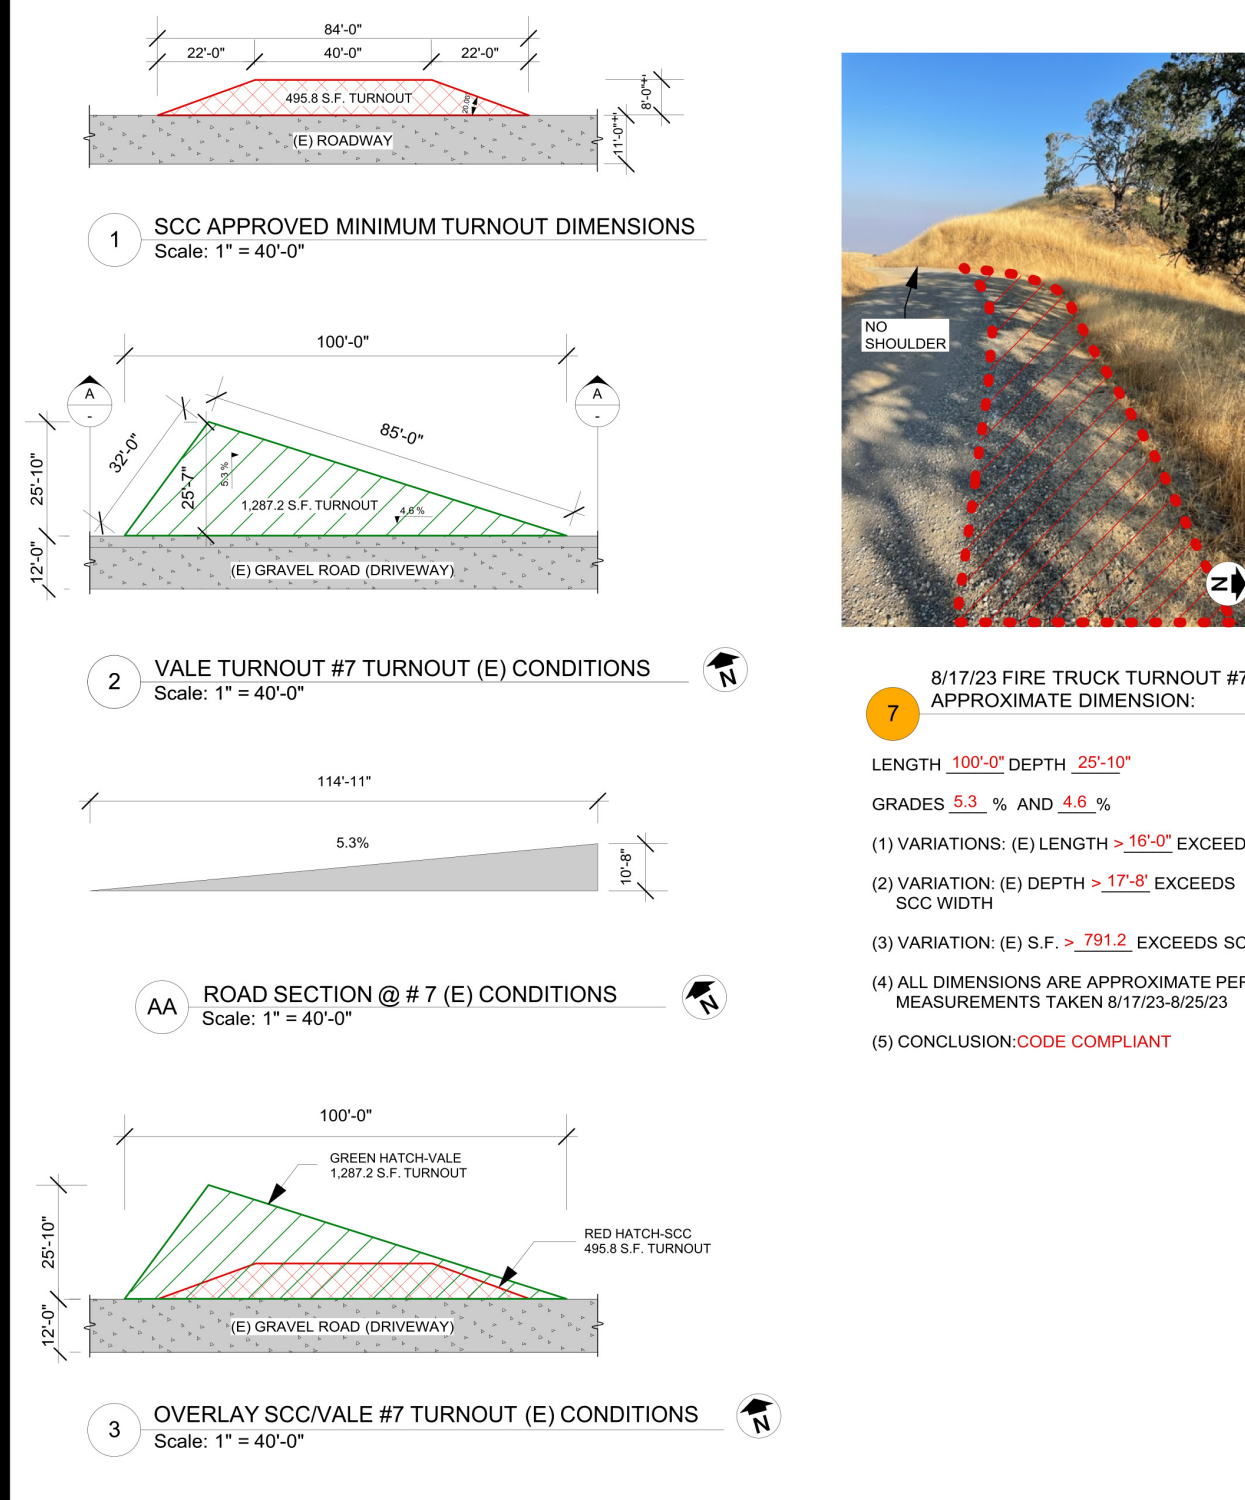 84'-0"
22'-0"
40'-0"
22'-0"
495.8 S.F. TURNOUT
20.00
8'-0"±
(E) ROADWAY
11'-0"±
1
SCC APPROVED MINIMUM TURNOUT DIMENSIONS
Scale: 1" = 40'-0"
100'-0"
A
-
A
-
32'-0"
85'-0"
25'-10"
25'-7"
5.3 %
1,287.2 S.F. TURNOUT
4.6 %
12'-0"
(E) GRAVEL ROAD (DRIVEWAY)
2
VALE TURNOUT #7 TURNOUT (E) CONDITIONS
Scale: 1" = 40'-0"
N
114'-11"
5.3%
10'-8"
AA
ROAD SECTION @ # 7 (E) CONDITIONS
Scale: 1" = 40'-0"
N
100'-0"
GREEN HATCH-VALE
1,287.2 S.F. TURNOUT
25'-10"
RED HATCH-SCC
495.8 S.F. TURNOUT
12'-0"
(E) GRAVEL ROAD (DRIVEWAY)
3
OVERLAY SCC/VALE #7 TURNOUT (E) CONDITIONS
Scale: 1" = 40'-0"
N
NO
SHOULDER
N
7
8/17/23 FIRE TRUCK TURNOUT #7
APPROXIMATE DIMENSION:
LENGTH 100'-0" DEPTH 25'-10"
GRADES 5.3 % AND 4.6 %
(1) VARIATIONS: (E) LENGTH > 16'-0" EXCEED
(2) VARIATION: (E) DEPTH > 17'-8' EXCEEDS
SCC WIDTH
(3) VARIATION: (E) S.F. > 791.2 EXCEEDS SC
(4) ALL DIMENSIONS ARE APPROXIMATE PER
MEASUREMENTS TAKEN 8/17/23-8/25/23
(5) CONCLUSION:CODE COMPLIANT